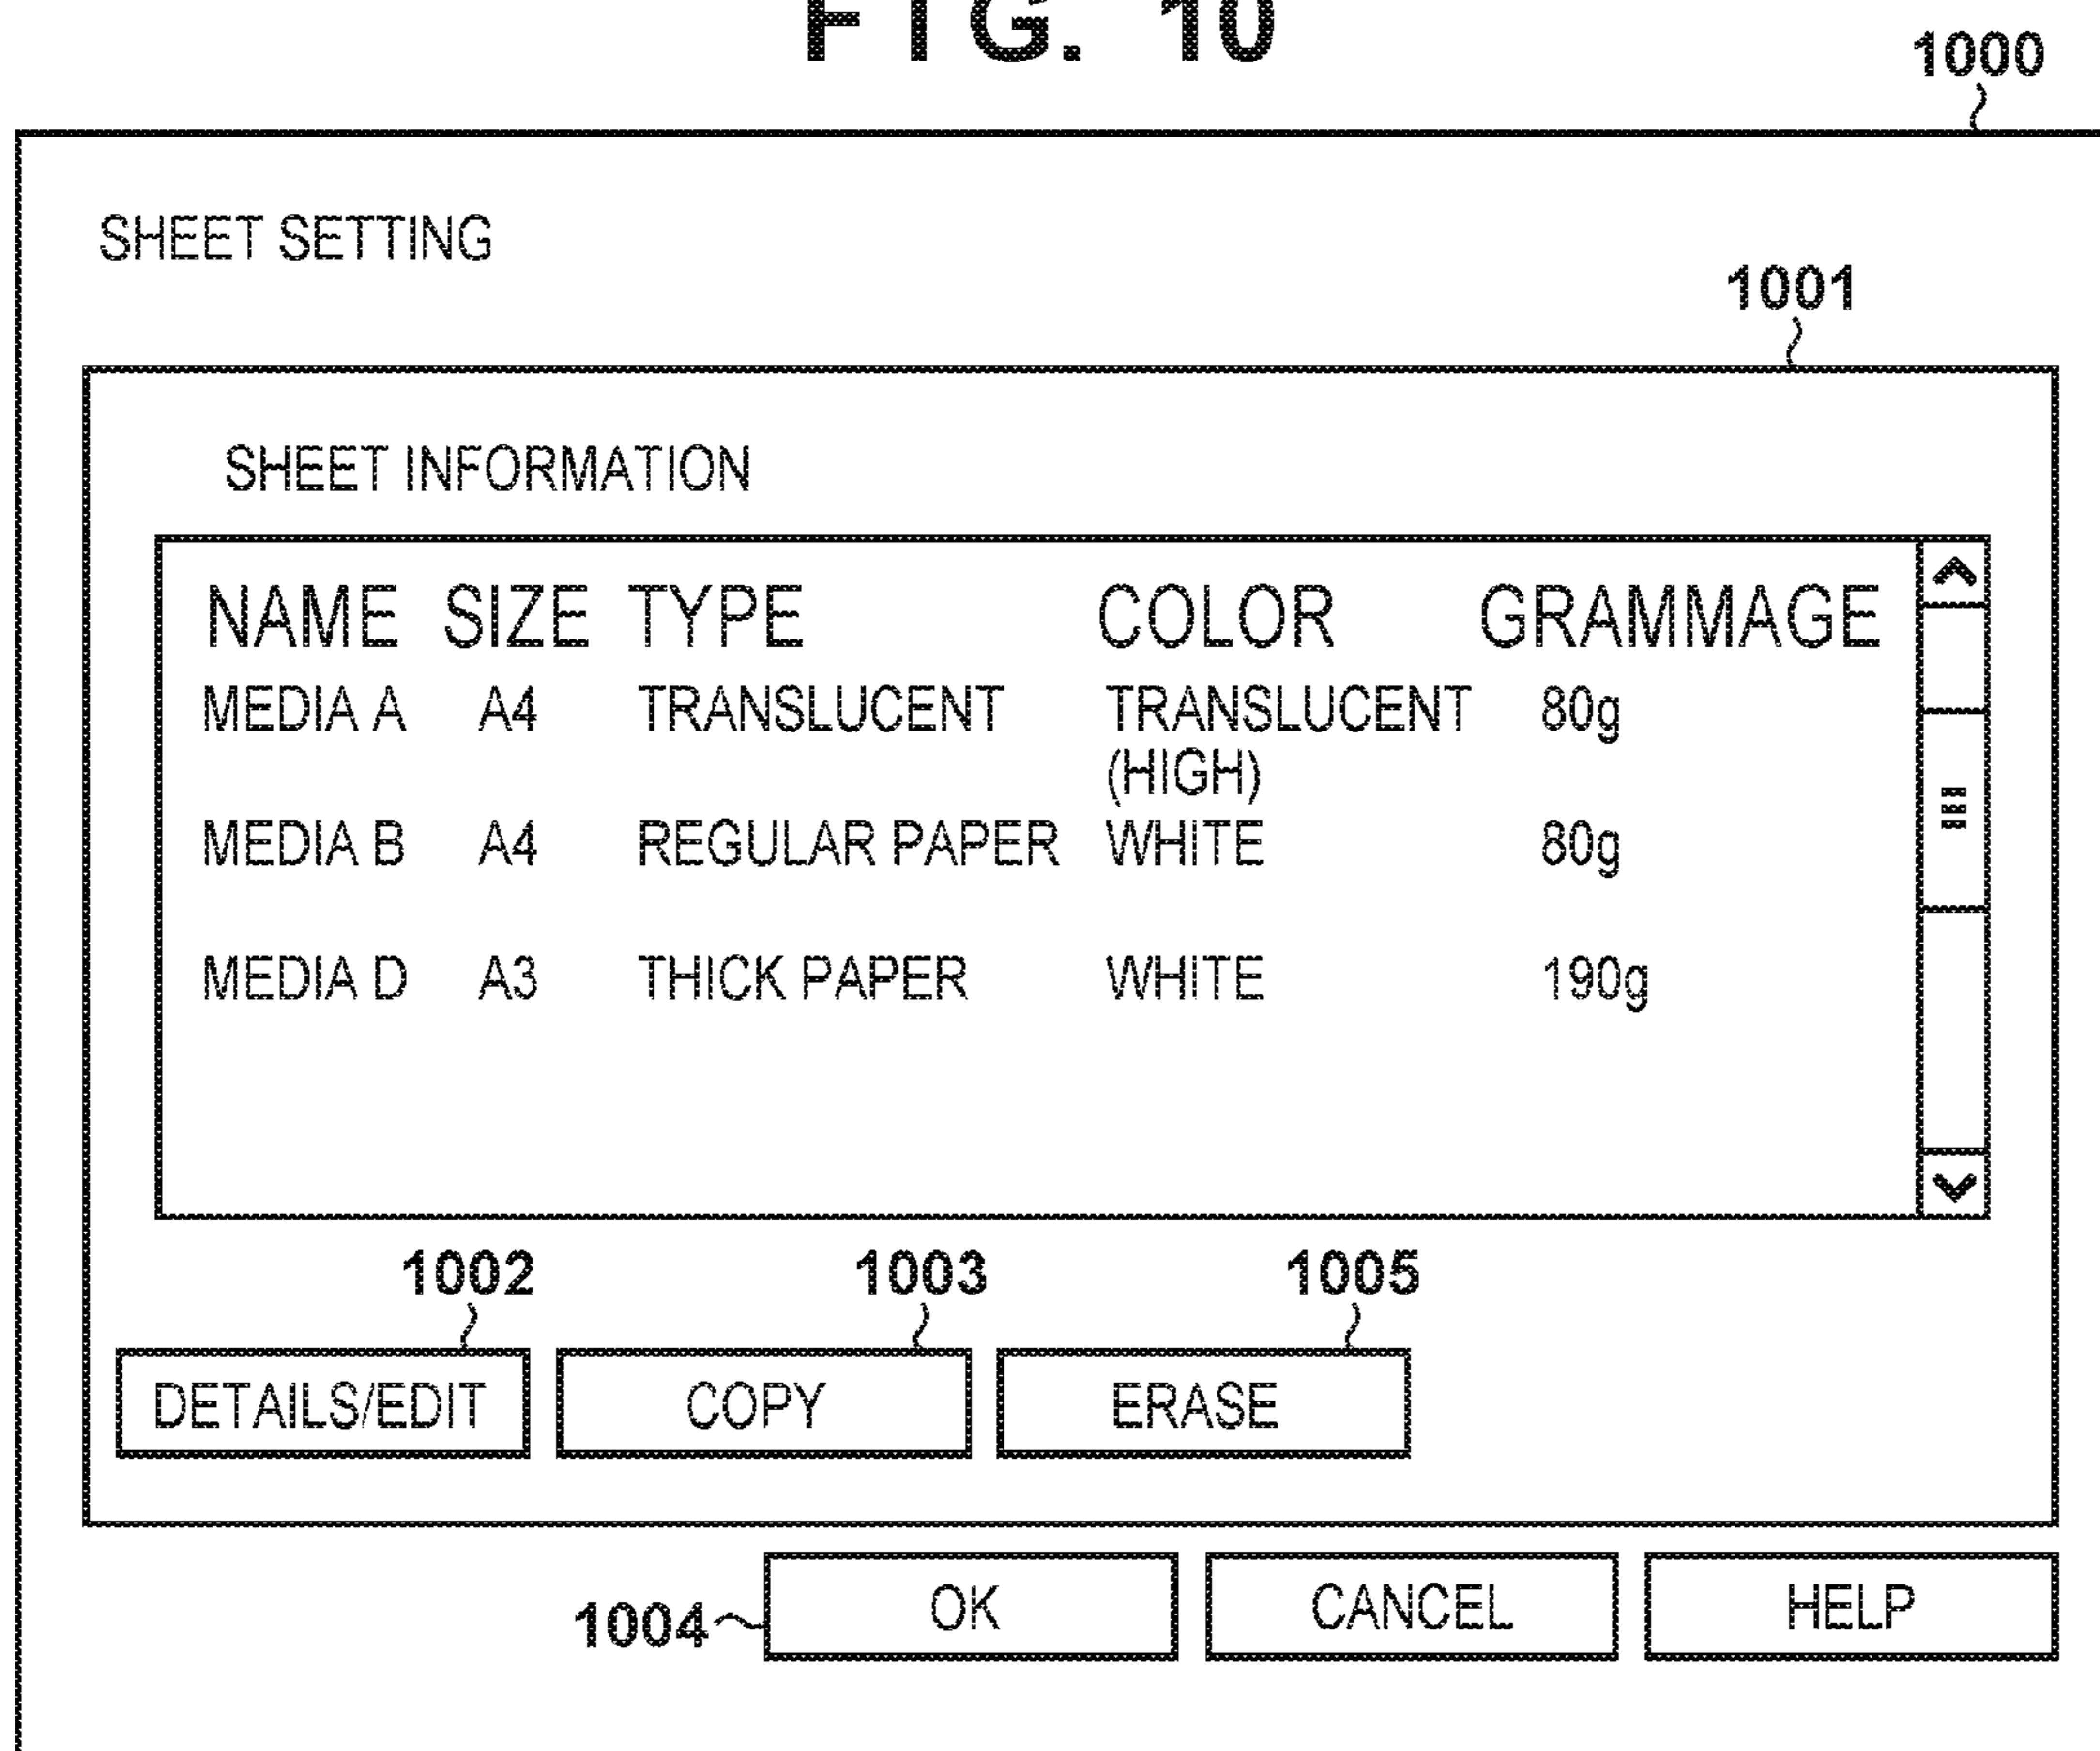 FIG. 10
1000
SHEET SETTING
1001
SHEET INFORMATION
NAME SIZE TYPE COLOR GRAMMAGE
MEDIA A A4 TRANSLUCENT TRANSLUCENT 80g
(HIGH)
MEDIA B A4 REGULAR PAPER WHITE 80g
MEDIA D A3 THICK PAPER WHITE 190g
1002 1003 1005
DETAILS/EDIT COPY ERASE
1004 OK CANCEL HELP